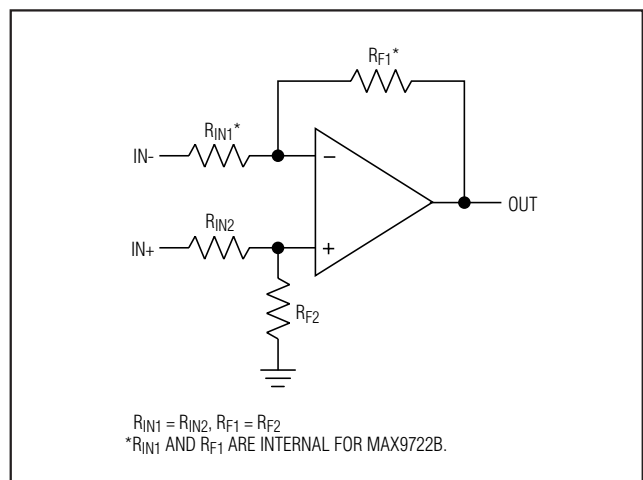 RF1*
RIN1*
IN-
−
OUT
RIN2
IN+
+
RF2
RIN1 = RIN2, RF1 = RF2
*RIN1 AND RF1 ARE INTERNAL FOR MAX9722B.